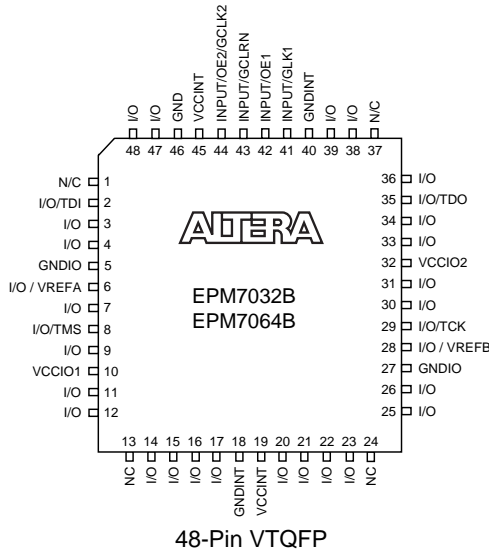 I/O
I/O
GND
VCCINT
INPUT/OE2/GCLK2
INPUT/GCLRN
INPUT/OE1
INPUT/GLK1
GNDINT
I/O
I/O
N/C
48 47 46 45 44 43 42 41 40 39 38 37
N/C 1
I/O/TDI 2
I/O 3
I/O 4
GNDIO 5
I/O / VREFA 6
I/O 7
I/O/TMS 8
I/O 9
VCCIO1 10
I/O 11
I/O 12
ALTERA
EPM7032B
EPM7064B
36 I/O
35 I/O/TDO
34 I/O
33 I/O
32 VCCIO2
31 I/O
30 I/O
29 I/O/TCK
28 I/O / VREFB
27 GNDIO
26 I/O
25 I/O
13 14 15 16 17 18 19 20 21 22 23 24
NC
I/O
I/O
I/O
I/O
GNDINT
VCCINT
I/O
I/O
I/O
I/O
NC
48-Pin VTQFP